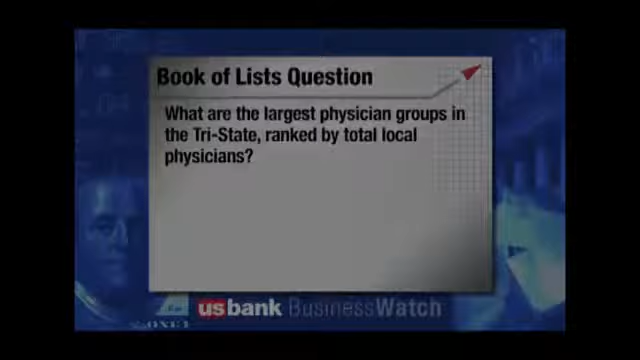 Book of Lists Question
What are the largest physician groups in
the Tri-State, ranked by total local
physicians?
usbank BusinessWatch